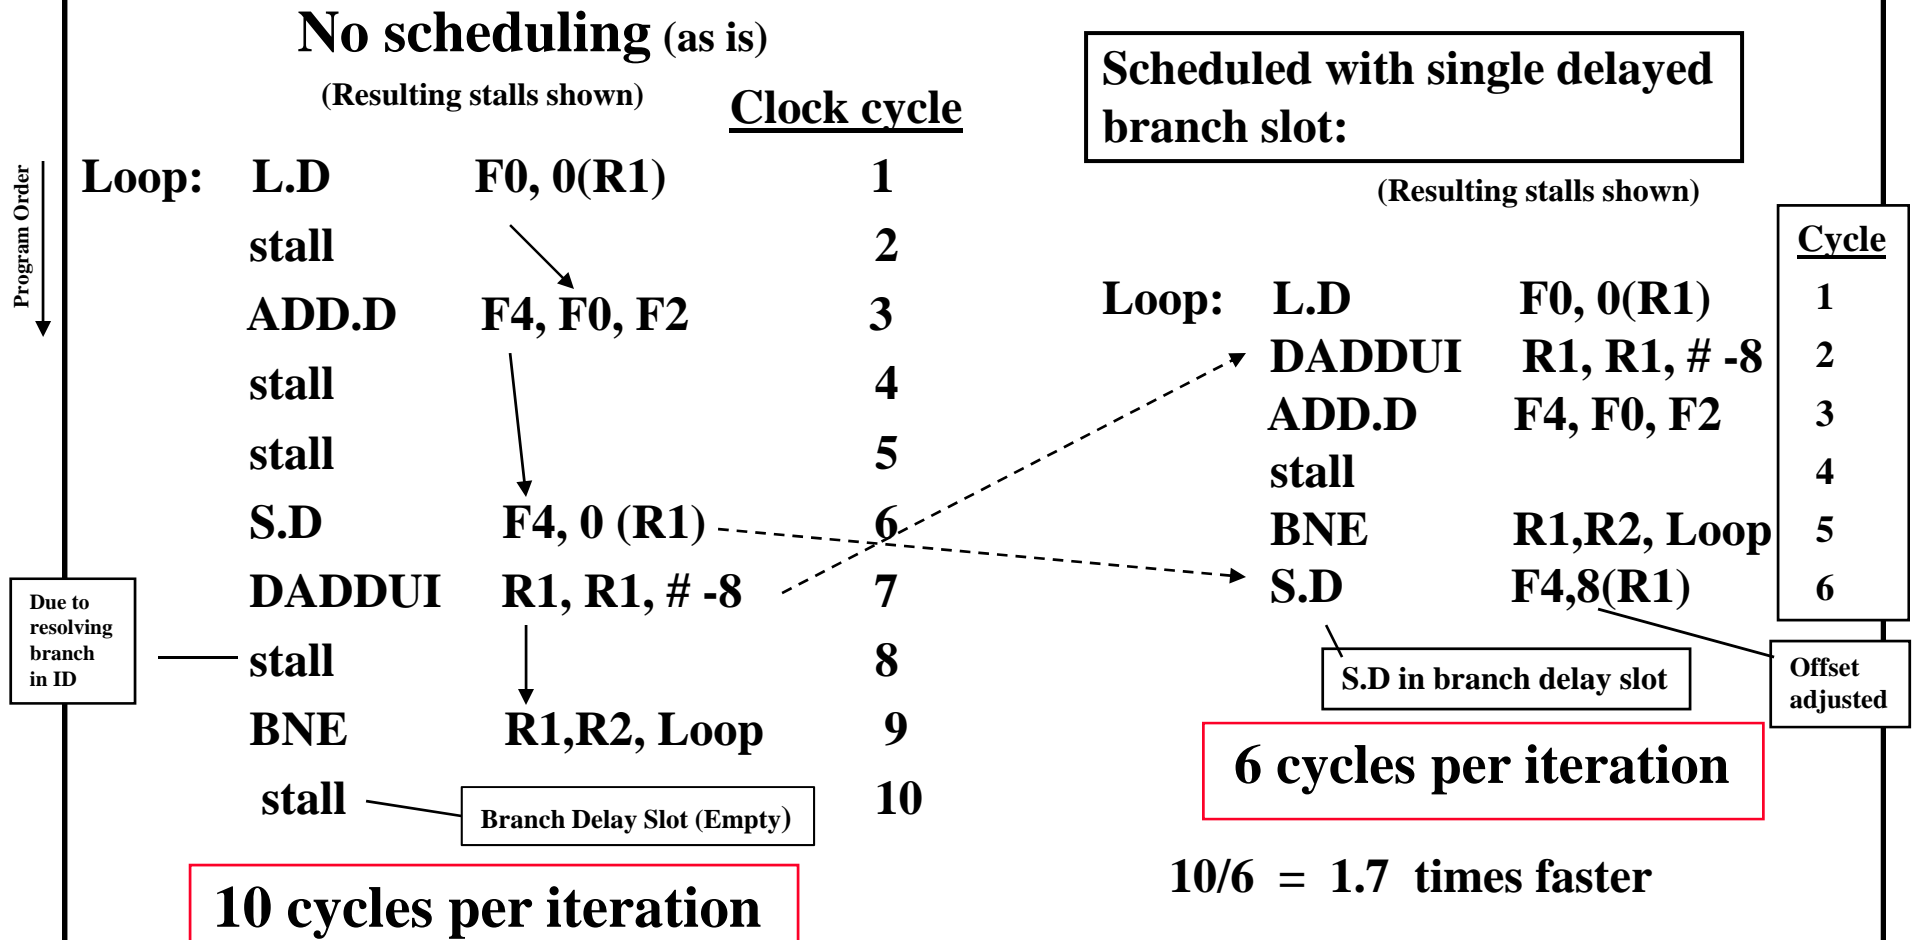 No scheduling (as is)
(Resulting stalls shown)
Clock cycle
Program Order
Loop: L.D F0, 0(R1) 1
stall 2
ADD.D F4, F0, F2 3
stall 4
stall 5
S.D F4, 0 (R1) 6
DADDUI R1, R1, # -8 7
stall 8
BNE R1,R2, Loop 9
stall 10
Due to
resolving
branch
in ID
Branch Delay Slot (Empty)
10 cycles per iteration
Scheduled with single delayed
branch slot:
(Resulting stalls shown)
Cycle
Loop: L.D F0, 0(R1) 1
DADDUI R1, R1, # -8 2
ADD.D F4, F0, F2 3
stall 4
BNE R1,R2, Loop 5
S.D F4,8(R1) 6
S.D in branch delay slot
Offset
adjusted
6 cycles per iteration
10/6 = 1.7 times faster